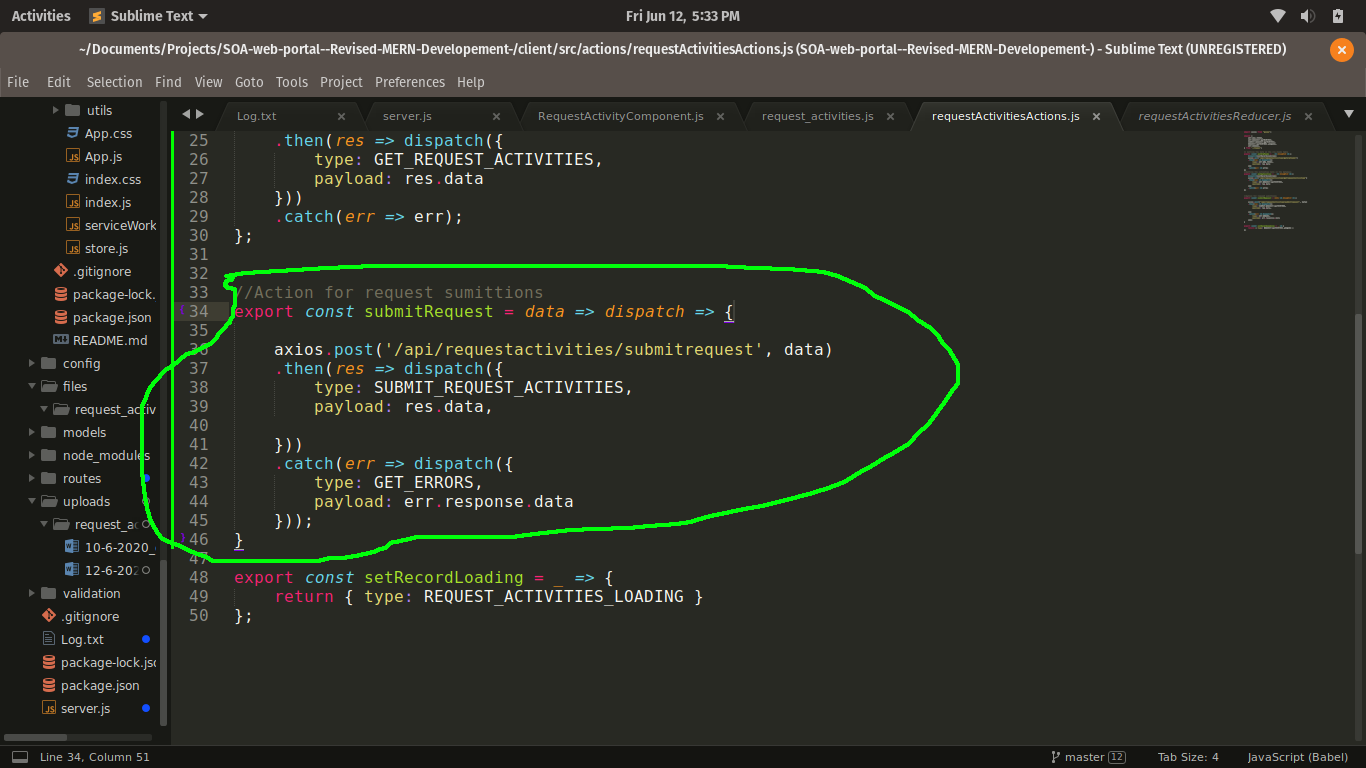 Activities Sublime Text Fri Jun 12, 5:33 PM
~/Documents/Projects/SOA-web-portal--Revised-MERN-Developement-/client/src/actions/requestActivitiesActions.js (SOA-web-portal--Revised-MERN-Developement-) - Sublime Text (UNREGISTERED)
File Edit Selection Find View Goto Tools Project Preferences Help
utils
App.css
App.js
index.css
index.js
serviceWork
store.js
.gitignore
package-lock.
package.json
README.md
config
files
request_activ
models
node_modules
routes
uploads
request_ac
10-6-2020_
12-6-202
validation
.gitignore
Log.txt
package-lock.jsc
package.json
server.js
Log.txt server.js RequestActivityComponent.js request_activities.js requestActivitiesActions.js requestActivitiesReducer.js
25 .then(res => dispatch({
26 type: GET_REQUEST_ACTIVITIES,
27 payload: res.data
28 }))
29 .catch(err => err);
30 };
31
32
33 //Action for request sumittions
34 export const submitRequest = data => dispatch => {
35
36 axios.post('/api/requestactivities/submitrequest', data)
37 .then(res => dispatch({
38 type: SUBMIT_REQUEST_ACTIVITIES,
39 payload: res.data,
40
41 }))
42 .catch(err => dispatch({
43 type: GET_ERRORS,
44 payload: err.response.data
45 }));
46 }
47
48 export const setRecordLoading = _ => {
49 return { type: REQUEST_ACTIVITIES_LOADING }
50 };
Line 34, Column 51 master 12 Tab Size: 4 JavaScript (Babel)